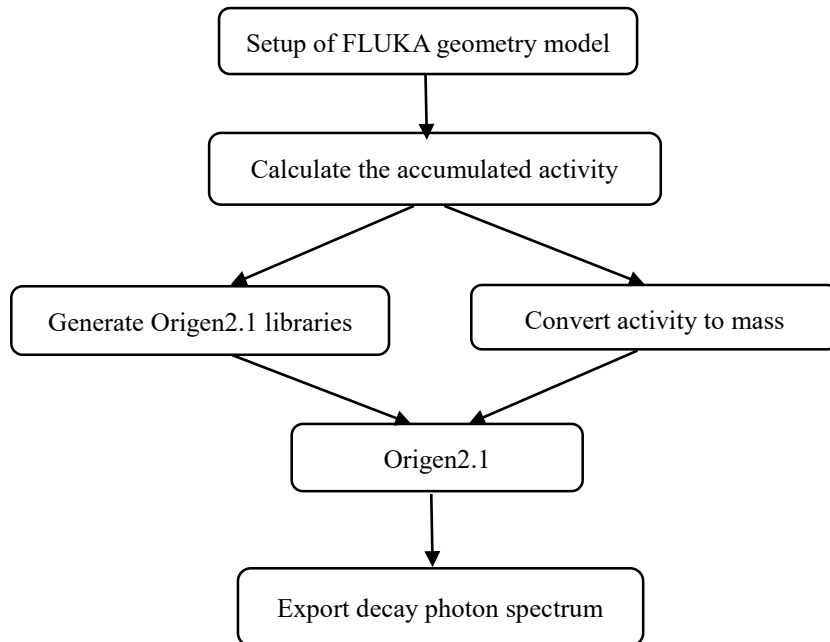 Setup of FLUKA geometry model
Calculate the accumulated activity
Generate Origen2.1 libraries
Convert activity to mass
Origen2.1
Export decay photon spectrum